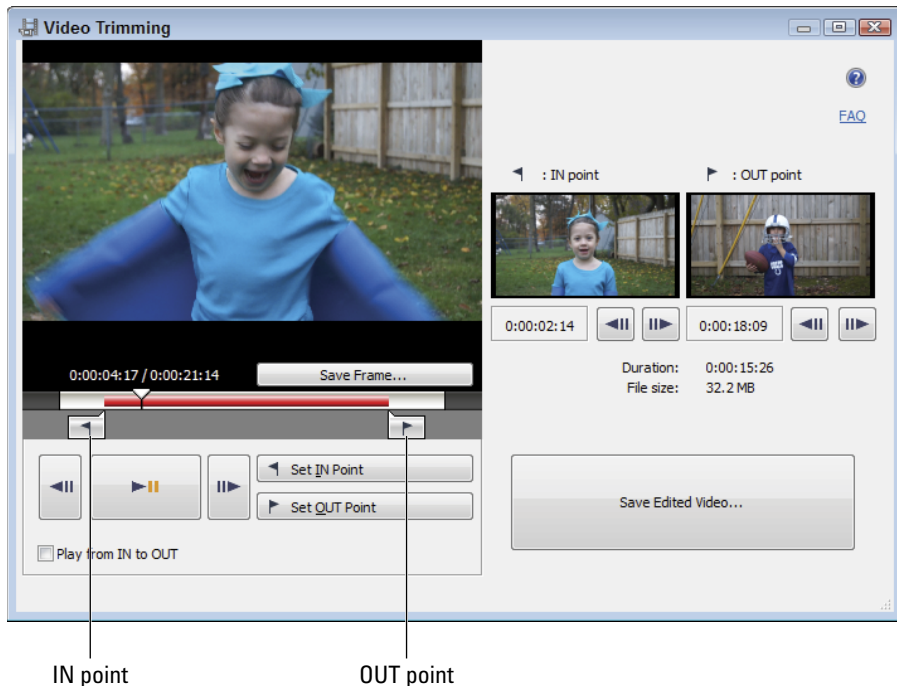 Video Trimming
FAQ
: IN point
: OUT point
0:00:02:14
0:00:18:09
Duration: 0:00:15:26
File size: 32.2 MB
0:00:04:17 / 0:00:21:14
Save Frame...
Set IN Point
Set OUT Point
Play from IN to OUT
Save Edited Video...
IN point
OUT point